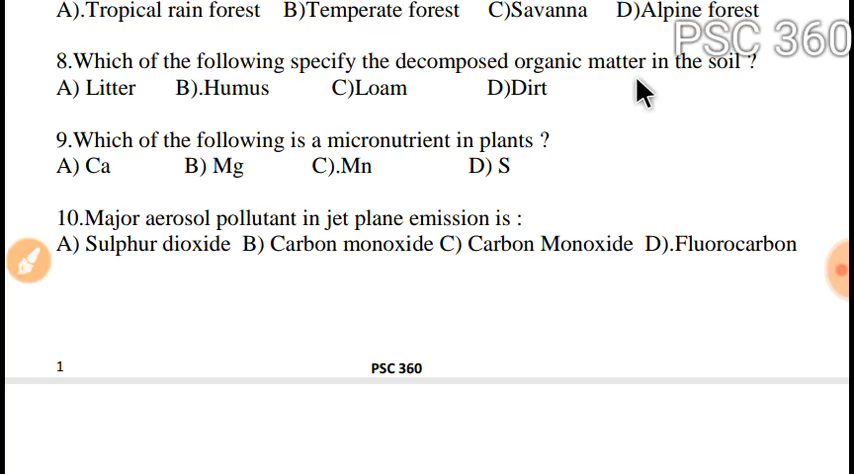 A).Tropical rain forest B)Temperate forest C)Savanna D)Alpine forest
PSC 360
8.Which of the following specify the decomposed organic matter in the soil ?
A) Litter B).Humus C)Loam D)Dirt
9.Which of the following is a micronutrient in plants ?
A) Ca B) Mg C).Mn D) S
10.Major aerosol pollutant in jet plane emission is :
A) Sulphur dioxide B) Carbon monoxide C) Carbon Monoxide D).Fluorocarbon
1 PSC 360